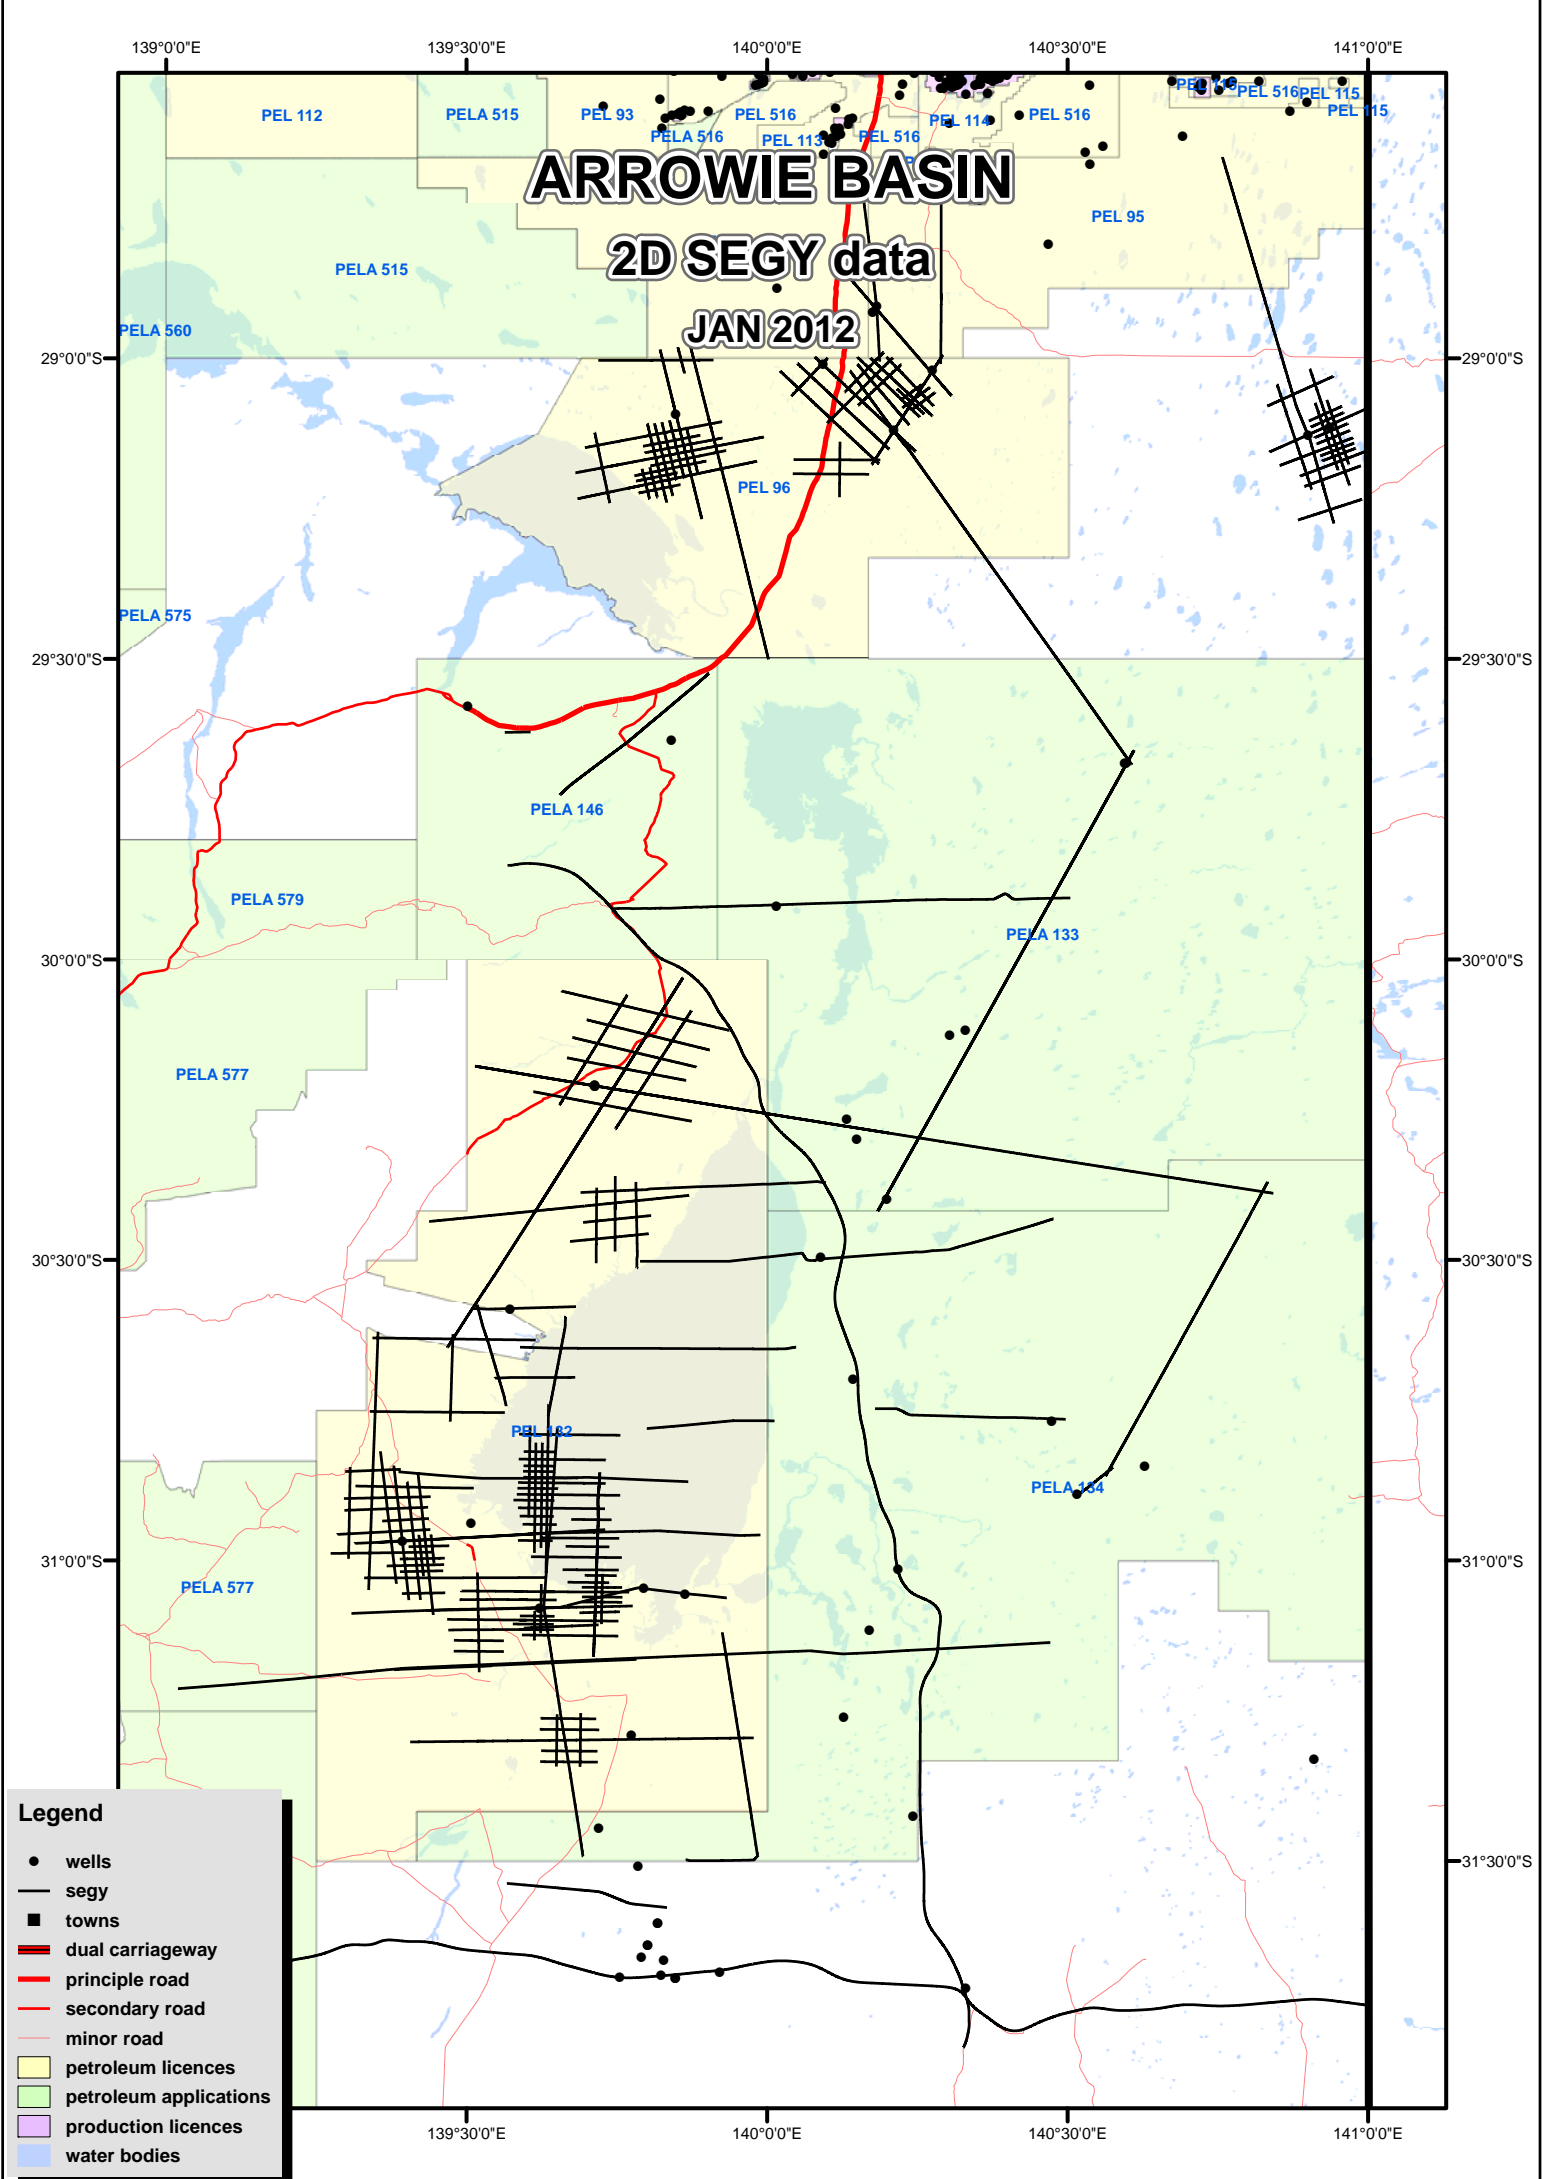 139°0'0"E 139°30'0"E 140°0'0"E 140°30'0"E 141°0'0"E
PEL 112
PELA 515
PEL 93
PEL 516
PEL 114
PEL 516
PEL 115
PEL 516
PEL 115
PEL 115
PELA 516
PEL 113
PEL 516
ARROWIE BASIN
PEL 95
2D SEGY data
PELA 515
JAN 2012
PELA 560
29°0'0"S
29°0'0"S
PEL 96
PELA 575
29°30'0"S
29°30'0"S
PELA 146
PELA 579
PELA 133
30°0'0"S
30°0'0"S
PELA 577
30°30'0"S
30°30'0"S
PEL 132
PELA 134
31°0'0"S
31°0'0"S
PELA 577
31°30'0"S
Legend
wells
segy
towns
dual carriageway
principle road
secondary road
minor road
petroleum licences
petroleum applications
production licences
water bodies
139°30'0"E 140°0'0"E 140°30'0"E 141°0'0"E